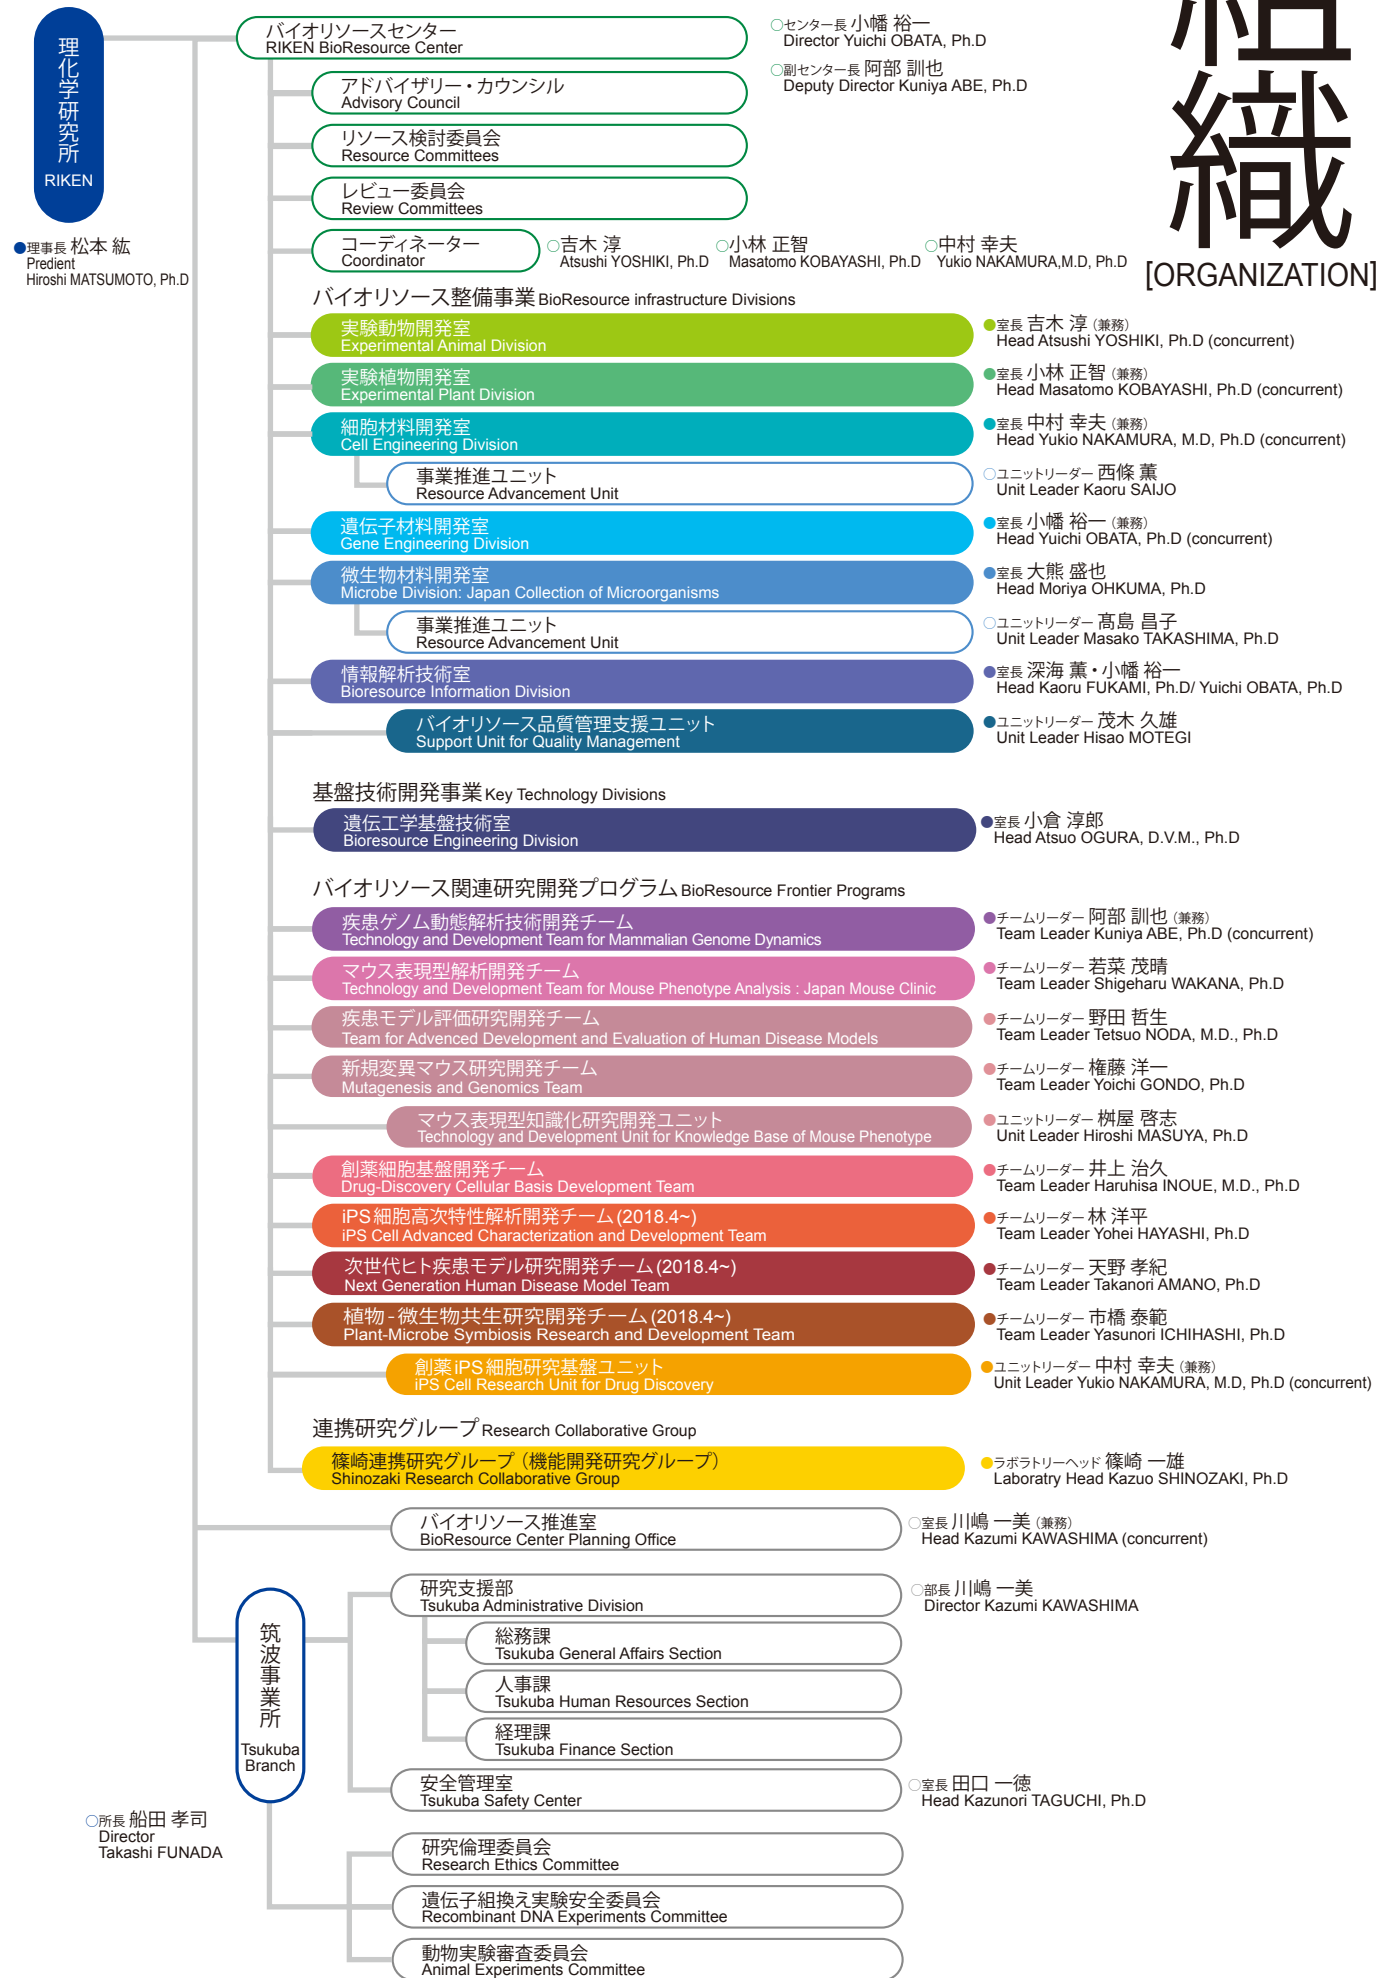 組織
[ORGANIZATION]
理化学研究所
RIKEN
●理事長 松本 紘
Predient
Hiroshi MATSUMOTO, Ph.D
バイオリソースセンター
RIKEN BioResource Center
○センター長 小幡 裕一
Director Yuichi OBATA, Ph.D
○副センター長 阿部 訓也
Deputy Director Kuniya ABE, Ph.D
アドバイザリー・カウンシル
Advisory Council
リソース検討委員会
Resource Committees
レビュー委員会
Review Committees
コーディネーター
Coordinator
○吉木 淳
Atsushi YOSHIKI, Ph.D
○小林 正智
Masatomo KOBAYASHI, Ph.D
○中村 幸夫
Yukio NAKAMURA,M.D, Ph.D
バイオリソース整備事業 BioResource infrastructure Divisions
実験動物開発室
Experimental Animal Division
●室長 吉木 淳 (兼務)
Head Atsushi YOSHIKI, Ph.D (concurrent)
実験植物開発室
Experimental Plant Division
●室長 小林 正智 (兼務)
Head Masatomo KOBAYASHI, Ph.D (concurrent)
細胞材料開発室
Cell Engineering Division
●室長 中村 幸夫 (兼務)
Head Yukio NAKAMURA, M.D, Ph.D (concurrent)
事業推進ユニット
Resource Advancement Unit
○ユニットリーダー 西條 薫
Unit Leader Kaoru SAIJO
遺伝子材料開発室
Gene Engineering Division
●室長 小幡 裕一 (兼務)
Head Yuichi OBATA, Ph.D (concurrent)
微生物材料開発室
Microbe Division: Japan Collection of Microorganisms
●室長 大熊 盛也
Head Moriya OHKUMA, Ph.D
事業推進ユニット
Resource Advancement Unit
○ユニットリーダー 髙島 昌子
Unit Leader Masako TAKASHIMA, Ph.D
情報解析技術室
Bioresource Information Division
●室長 深海 薫・小幡 裕一
Head Kaoru FUKAMI, Ph.D/ Yuichi OBATA, Ph.D
バイオリソース品質管理支援ユニット
Support Unit for Quality Management
●ユニットリーダー 茂木 久雄
Unit Leader Hisao MOTEGI
基盤技術開発事業 Key Technology Divisions
遺伝工学基盤技術室
Bioresource Engineering Division
●室長 小倉 淳郎
Head Atsuo OGURA, D.V.M., Ph.D
バイオリソース関連研究開発プログラム BioResource Frontier Programs
疾患ゲノム動態解析技術開発チーム
Technology and Development Team for Mammalian Genome Dynamics
●チームリーダー 阿部 訓也 (兼務)
Team Leader Kuniya ABE, Ph.D (concurrent)
マウス表現型解析開発チーム
Technology and Development Team for Mouse Phenotype Analysis : Japan Mouse Clinic
●チームリーダー 若菜 茂晴
Team Leader Shigeharu WAKANA, Ph.D
疾患モデル評価研究開発チーム
Team for Advenced Development and Evaluation of Human Disease Models
●チームリーダー 野田 哲生
Team Leader Tetsuo NODA, M.D., Ph.D
新規変異マウス研究開発チーム
Mutagenesis and Genomics Team
●チームリーダー 権藤 洋一
Team Leader Yoichi GONDO, Ph.D
マウス表現型知識化研究開発ユニット
Technology and Development Unit for Knowledge Base of Mouse Phenotype
●ユニットリーダー 桝屋 啓志
Unit Leader Hiroshi MASUYA, Ph.D
創薬細胞基盤開発チーム
Drug-Discovery Cellular Basis Development Team
●チームリーダー 井上 治久
Team Leader Haruhisa INOUE, M.D., Ph.D
iPS細胞高次特性解析開発チーム(2018.4~)
iPS Cell Advanced Characterization and Development Team
●チームリーダー 林 洋平
Team Leader Yohei HAYASHI, Ph.D
次世代ヒト疾患モデル研究開発チーム(2018.4~)
Next Generation Human Disease Model Team
●チームリーダー 天野 孝紀
Team Leader Takanori AMANO, Ph.D
植物-微生物共生研究開発チーム(2018.4~)
Plant-Microbe Symbiosis Research and Development Team
●チームリーダー 市橋 泰範
Team Leader Yasunori ICHIHASHI, Ph.D
創薬iPS細胞研究基盤ユニット
iPS Cell Research Unit for Drug Discovery
●ユニットリーダー 中村 幸夫 (兼務)
Unit Leader Yukio NAKAMURA, M.D, Ph.D (concurrent)
連携研究グループ Research Collaborative Group
篠崎連携研究グループ（機能開発研究グループ）
Shinozaki Research Collaborative Group
●ラボラトリーヘッド 篠崎 一雄
Laboratry Head Kazuo SHINOZAKI, Ph.D
バイオリソース推進室
BioResource Center Planning Office
○室長 川嶋 一美 (兼務)
Head Kazumi KAWASHIMA (concurrent)
筑波事業所
Tsukuba
Branch
○所長 船田 孝司
Director
Takashi FUNADA
研究支援部
Tsukuba Administrative Division
○部長 川嶋 一美
Director Kazumi KAWASHIMA
総務課
Tsukuba General Affairs Section
人事課
Tsukuba Human Resources Section
経理課
Tsukuba Finance Section
安全管理室
Tsukuba Safety Center
○室長 田口 一徳
Head Kazunori TAGUCHI, Ph.D
研究倫理委員会
Research Ethics Committee
遺伝子組換え実験安全委員会
Recombinant DNA Experiments Committee
動物実験審査委員会
Animal Experiments Committee